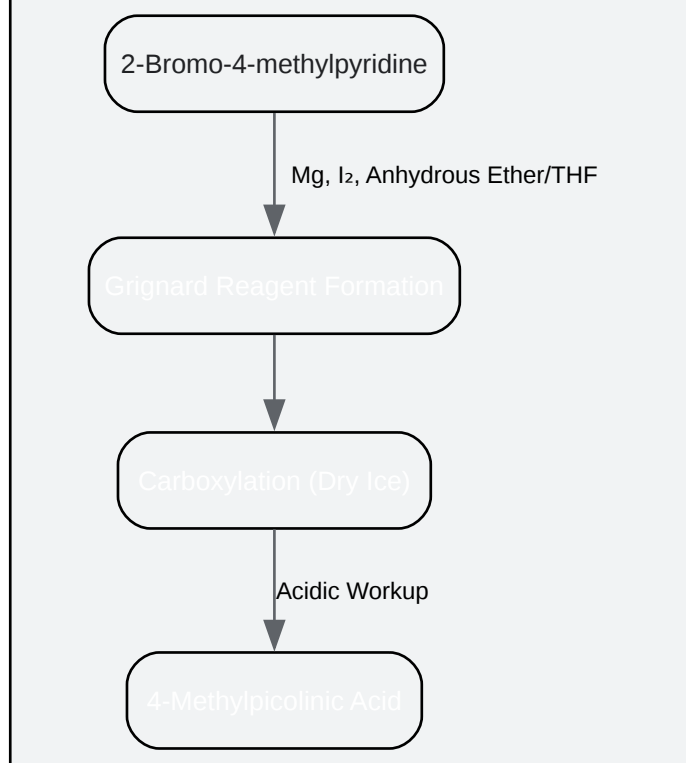 2-Bromo-4-methylpyridine
Mg, I₂, Anhydrous Ether/THF
Grignard Reagent Formation
Carboxylation (Dry Ice)
Acidic Workup
4-Methylpicolinic Acid